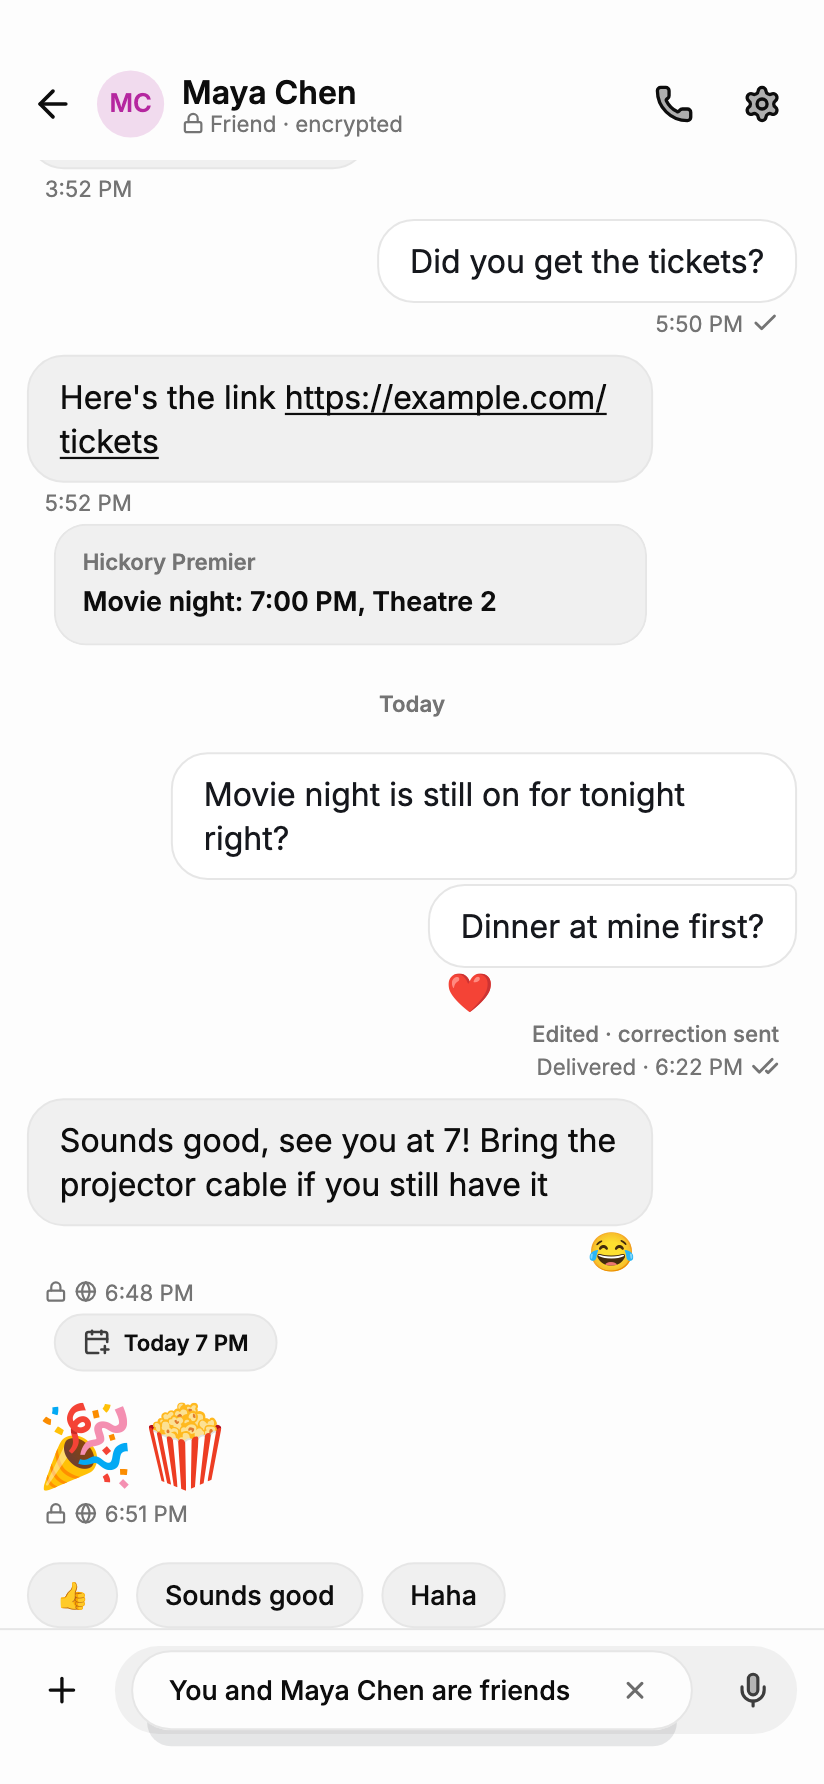 MC
Maya Chen
Friend · encrypted
3:52 PM
Did you get the tickets?
5:50 PM
Here's the link https://example.com/
tickets
5:52 PM
Hickory Premier
Movie night: 7:00 PM, Theatre 2
Today
Movie night is still on for tonight
right?
Dinner at mine first?
Edited · correction sent
Delivered · 6:22 PM
Sounds good, see you at 7! Bring the
projector cable if you still have it
6:48 PM
Today 7 PM
6:51 PM
Sounds good
Haha
You and Maya Chen are friends